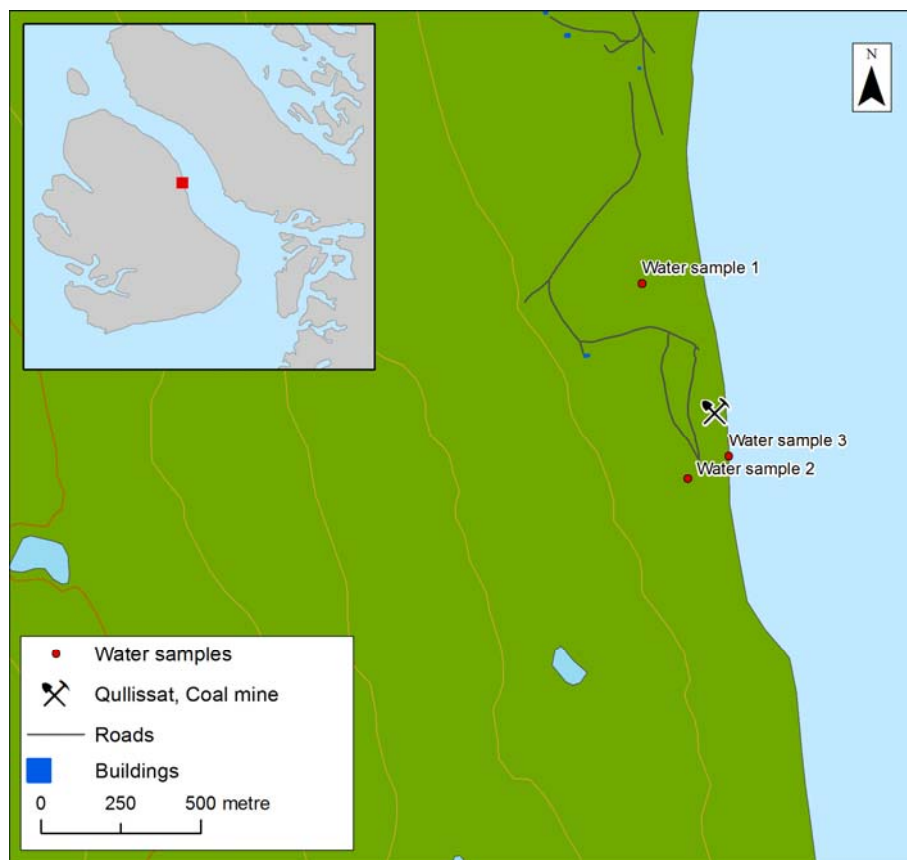 N
Water sample 1
Water sample 3
Water sample 2
Water samples
Qullissat, Coal mine
Roads
Buildings
0 250 500 metre